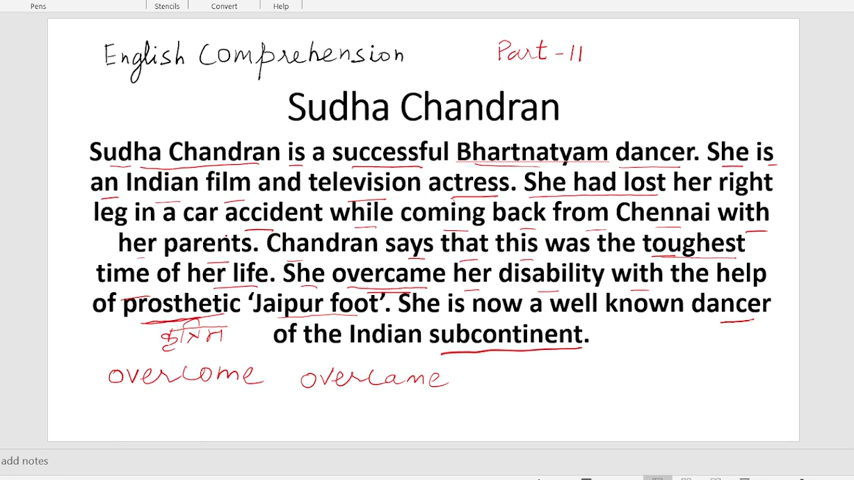 Pens Stencils Convert Help
English Comprehension Part-11
Sudha Chandran
Sudha Chandran is a successful Bhartnatyam dancer. She is
an Indian film and television actress. She had lost her right
leg in a car accident while coming back from Chennai with
her parents. Chandran says that this was the toughest
time of her life. She overcame her disability with the help
of prosthetic ‘Jaipur foot’. She is now a well known dancer
कृत्रिम of the Indian subcontinent.
overcome overcame
add notes